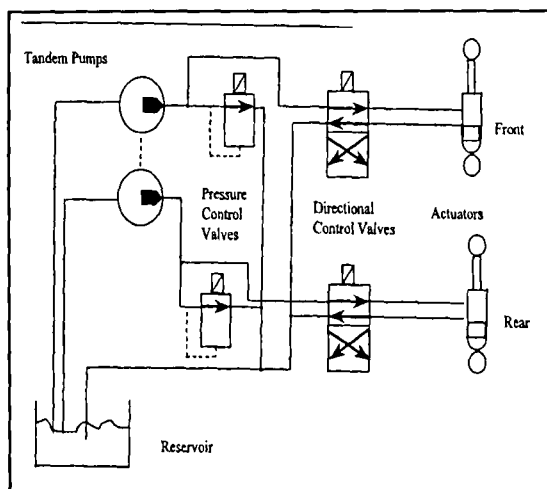 Tandem Pumps
Front
Pressure
Control
Valves
Directional
Control Valves
Actuators
Rear
Reservoir